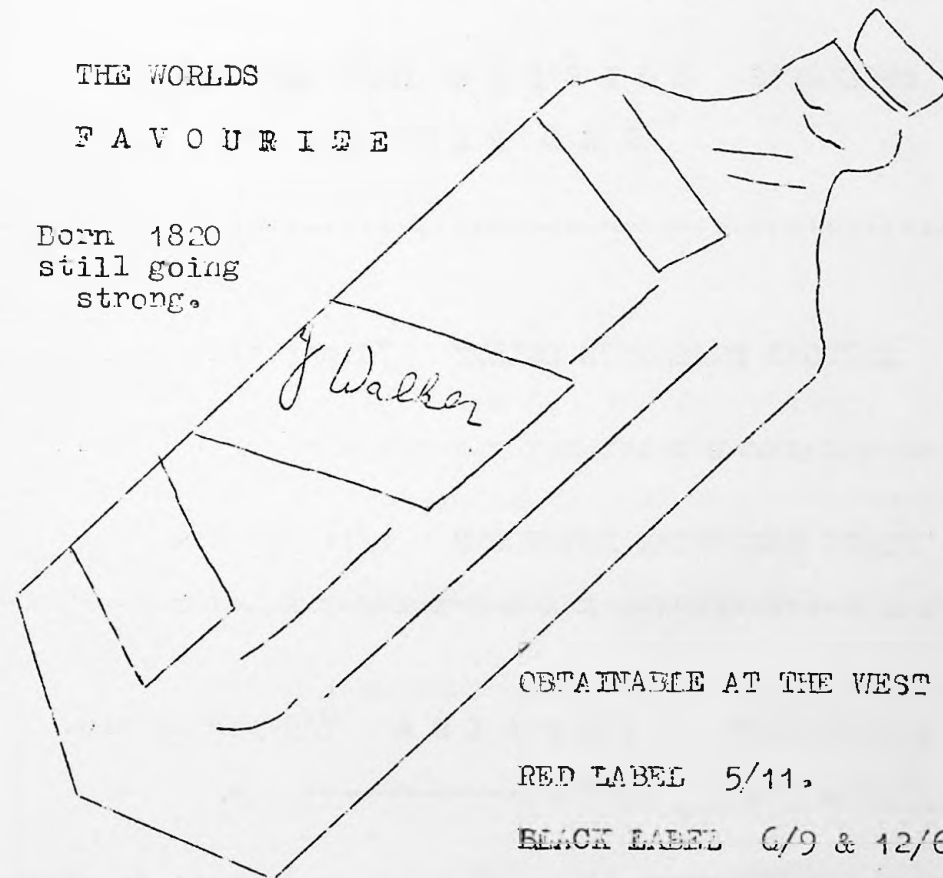 THE WORLDS
F A V O U R I T E
Born 1820
still going
strong.
J Walker
OBTAINABLE AT THE WEST
RED LABEL 5/11.
BLACK LABEL 6/9 & 12/6